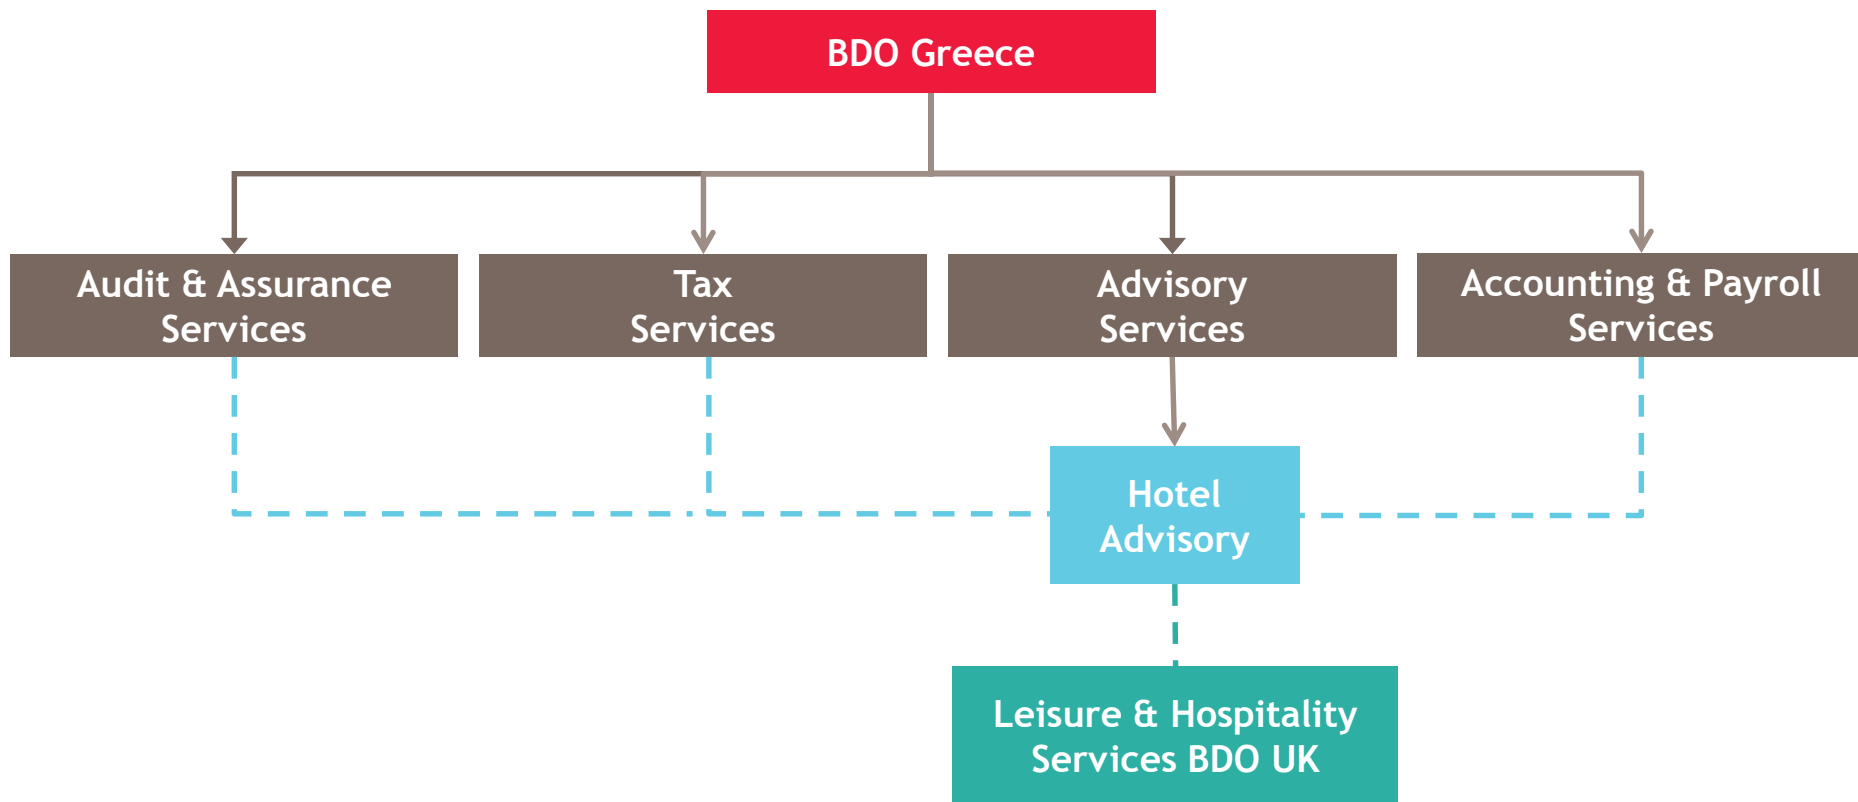 BDO Greece
Audit & Assurance
Services
Tax
Services
Advisory
Services
Accounting & Payroll
Services
Hotel
Advisory
Leisure & Hospitality
Services BDO UK